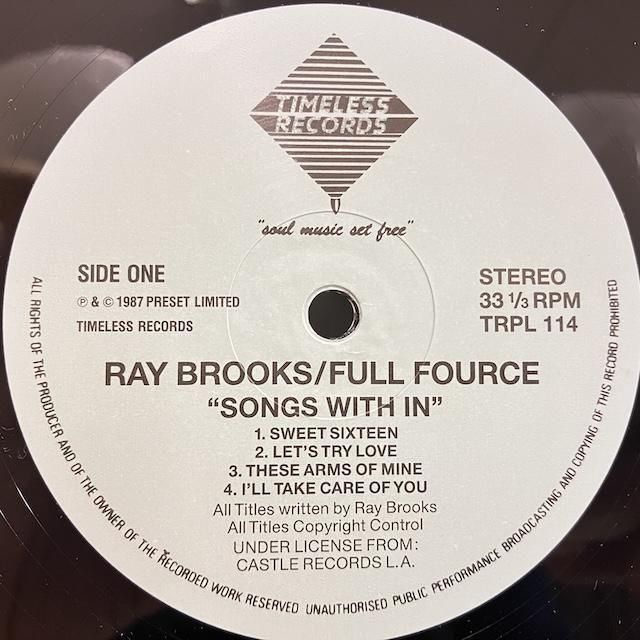 TIMELESS
RECORDS
"soul music set free"
SIDE ONE
℗ & © 1987 PRESET LIMITED
TIMELESS RECORDS
STEREO
33 1/3 RPM
TRPL 114
RAY BROOKS/FULL FOURCE
"SONGS WITH IN"
1. SWEET SIXTEEN
2. LET'S TRY LOVE
3. THESE ARMS OF MINE
4. I'LL TAKE CARE OF YOU
All Titles written by Ray Brooks
All Titles Copyright Control
UNDER LICENSE FROM:
CASTLE RECORDS L.A.
ALL RIGHTS OF THE PRODUCER AND OF THE OWNER OF THE RECORDED WORK RESERVED UNAUTHORISED PUBLIC PERFORMANCE BROADCASTING AND COPYING OF THIS RECORD PROHIBITED